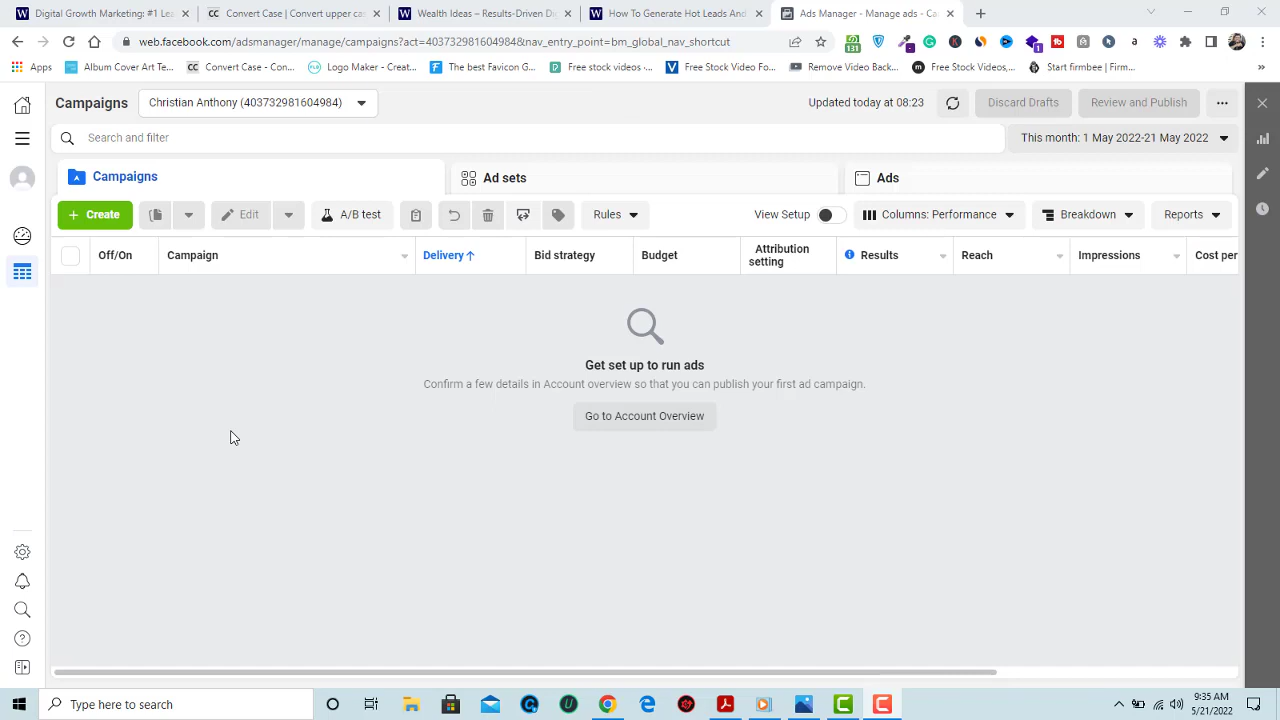 Digital Growth Marketing: #1 Lea
Convert Case | Convert upper cas
Wealth Ideas – Results-Driven Dig
How To Generate Hot Leads And
Ads Manager - Manage ads - Ca
web.facebook.com/adsmanager/manage/campaigns?act=403732981604984&nav_entry_point=bm_global_nav_shortcut
131
1
Apps
Album Cover Art Te...
Convert Case - Con...
Logo Maker - Creat...
The best Favicon G...
Free stock videos ·...
Free Stock Video Fo...
Remove Video Back...
Free Stock Videos,...
Start firmbee | Firm...
Campaigns
Christian Anthony (403732981604984)
Updated today at 08:23
Discard Drafts
Review and Publish
Search and filter
This month: 1 May 2022-21 May 2022
Campaigns
Ad sets
Ads
+ Create
Edit
A/B test
Rules
View Setup
Columns: Performance
Breakdown
Reports
Off/On
Campaign
Delivery↑
Bid strategy
Budget
Attribution
setting
Results
Reach
Impressions
Cost per
Get set up to run ads
Confirm a few details in Account overview so that you can publish your first ad campaign.
Go to Account Overview
Type here to search
9:35 AM
5/21/2022